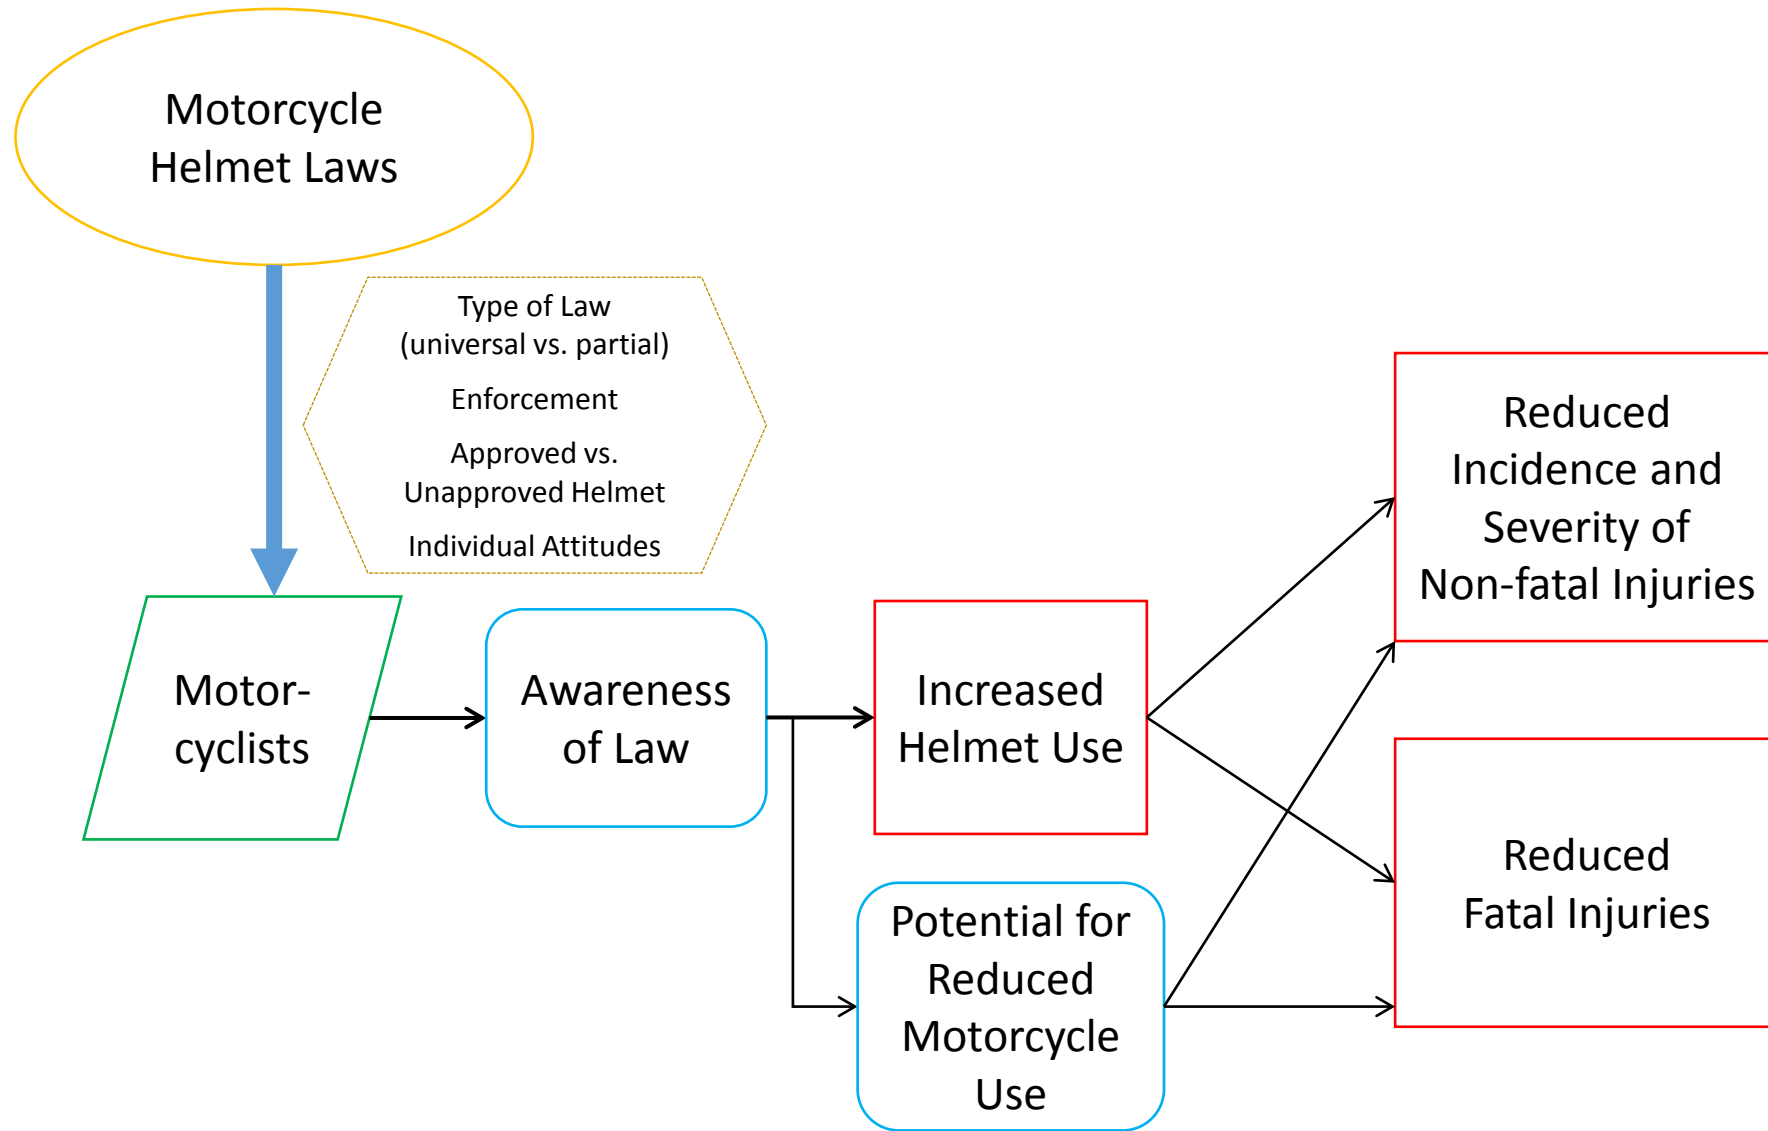 Motorcycle
Helmet Laws
Type of Law
(universal vs. partial)
Enforcement
Approved vs.
Unapproved Helmet
Individual Attitudes
Motor-
cyclists
Awareness
of Law
Increased
Helmet Use
Potential for
Reduced
Motorcycle
Use
Reduced
Incidence and
Severity of
Non-fatal Injuries
Reduced
Fatal Injuries